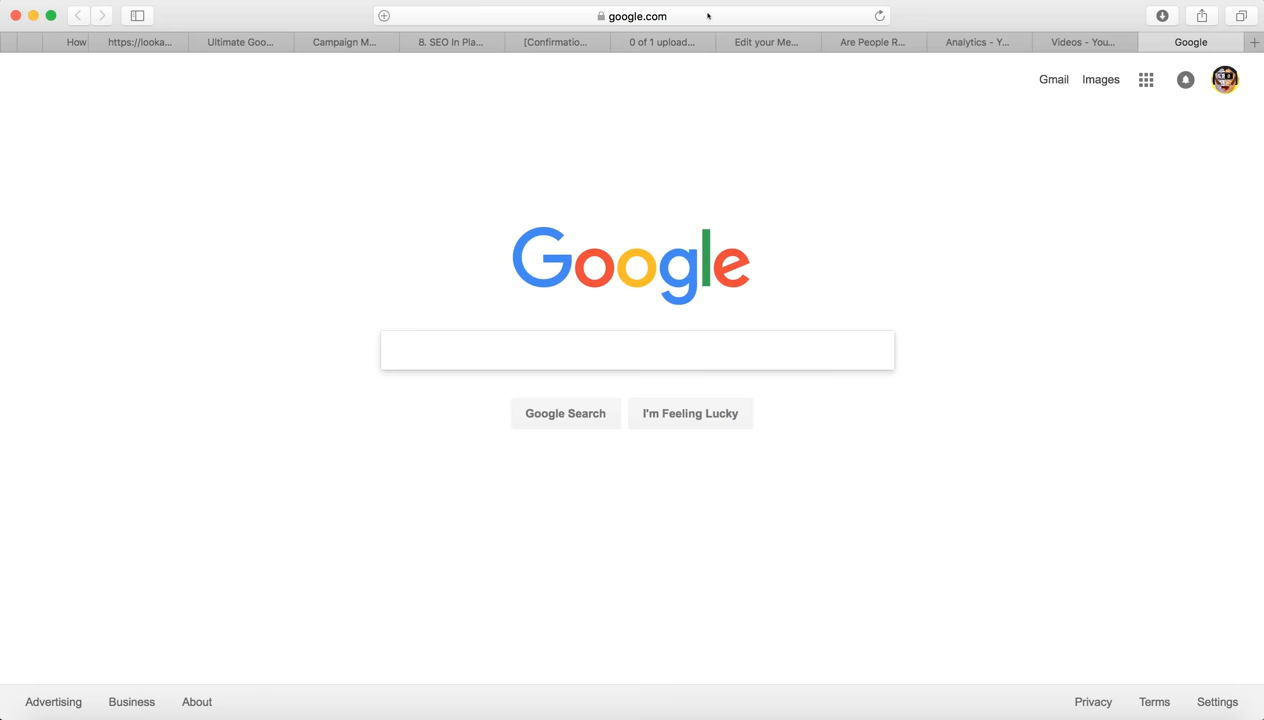 google.com
How https://looka... Ultimate Goo... Campaign M... 8. SEO In Pla... [Confirmatio... 0 of 1 upload... Edit your Me... Are People R... Analytics - Y... Videos - You... Google
Gmail Images
Google
Google Search I'm Feeling Lucky
Advertising Business About Privacy Terms Settings